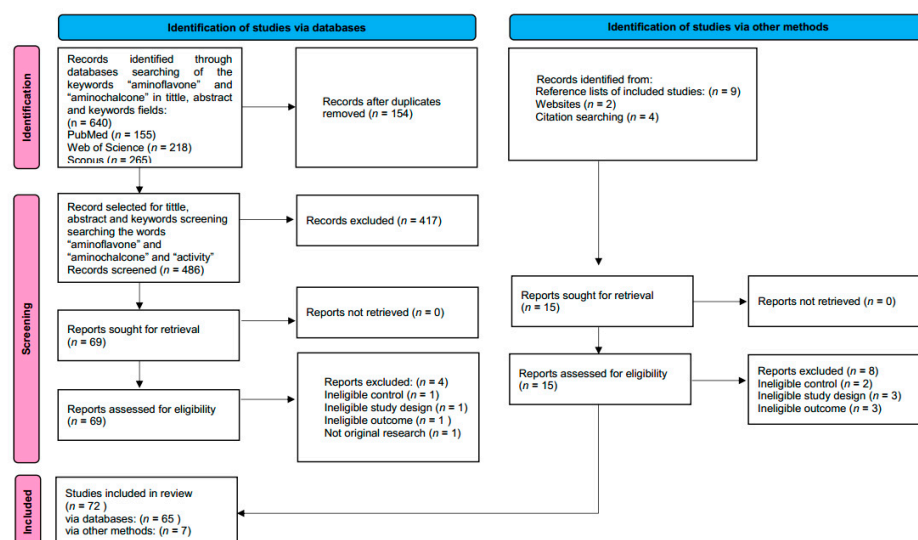 Identification of studies via databases
Identification of studies via other methods
Identification
Records identified through
databases searching of the
keywords “aminoflavone” and
“aminochalcone” in tittle, abstract
and keywords fields:
(n = 640)
PubMed (n = 155)
Web of Science (n = 218)
Scopus (n = 265)
Records after duplicates
removed (n = 154)
Records identified from:
Reference lists of included studies: (n = 9)
Websites (n = 2)
Citation searching (n = 4)
Screening
Record selected for tittle,
abstract and keywords screening
searching the words
“aminoflavone” and
“aminochalcone” and “activity”
Records screened (n = 486)
Records excluded (n = 417)
Reports sought for retrieval
(n = 69)
Reports not retrieved (n = 0)
Reports sought for retrieval
(n = 15)
Reports not retrieved (n = 0)
Reports assessed for eligibility
(n = 69)
Reports excluded: (n = 4)
Ineligible control (n = 1)
Ineligible study design (n = 1)
Ineligible outcome (n = 1 )
Not original research (n = 1)
Reports assessed for eligibility
(n = 15)
Reports excluded (n = 8)
Ineligible control (n = 2)
Ineligible study design (n = 3)
Ineligible outcome (n = 3)
Included
Studies included in review
(n = 72 )
via databases: (n = 65 )
via other methods: (n = 7)